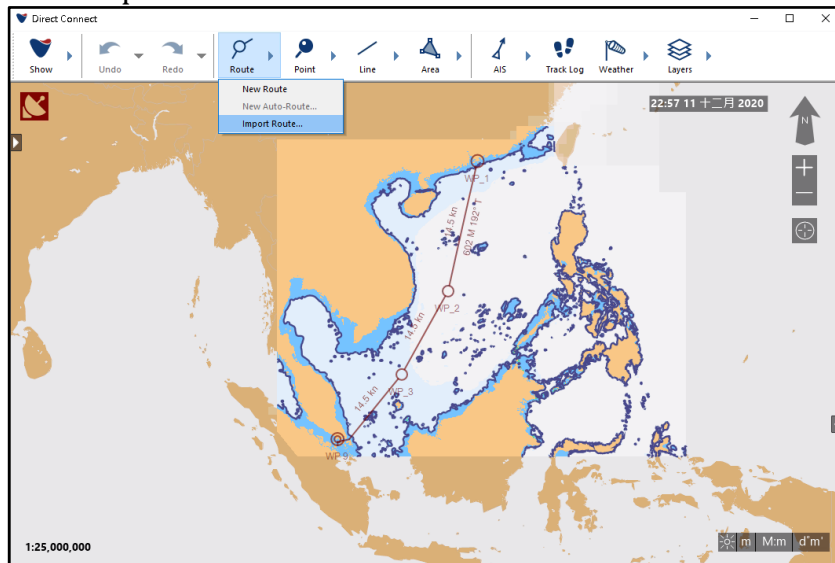 Direct Connect
Show Undo Redo Route Point Line Area AIS Track Log Weather Layers
New Route
New Auto-Route...
Import Route...
22:57 11 十二月 2020
N
WP_1
14.5 kn
602 M 192° T
WP_2
14.5 kn
WP_3
14.5 kn
WP_9
1:25,000,000
m M:m d°m'